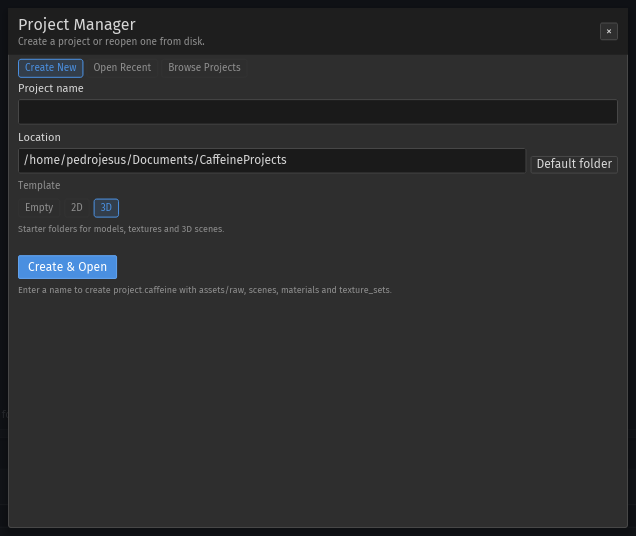 Project Manager
Create a project or reopen one from disk.
×
Create New Open Recent Browse Projects
Project name
Location
/home/pedrojesus/Documents/CaffeineProjects Default folder
Template
Empty 2D 3D
Starter folders for models, textures and 3D scenes.
Create & Open
Enter a name to create project.caffeine with assets/raw, scenes, materials and texture_sets.